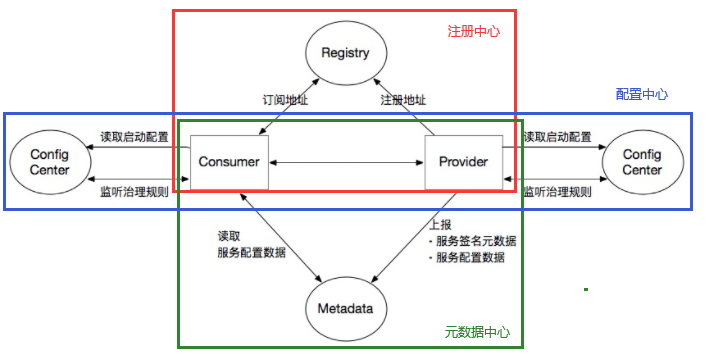 注册中心
Registry
订阅地址
注册地址
配置中心
读取启动配置
读取启动配置
Config
Center
Consumer
Provider
Config
Center
监听治理规则
监听治理规则
读取
服务配置数据
上报
- 服务签名元数据
- 服务配置数据
Metadata
元数据中心